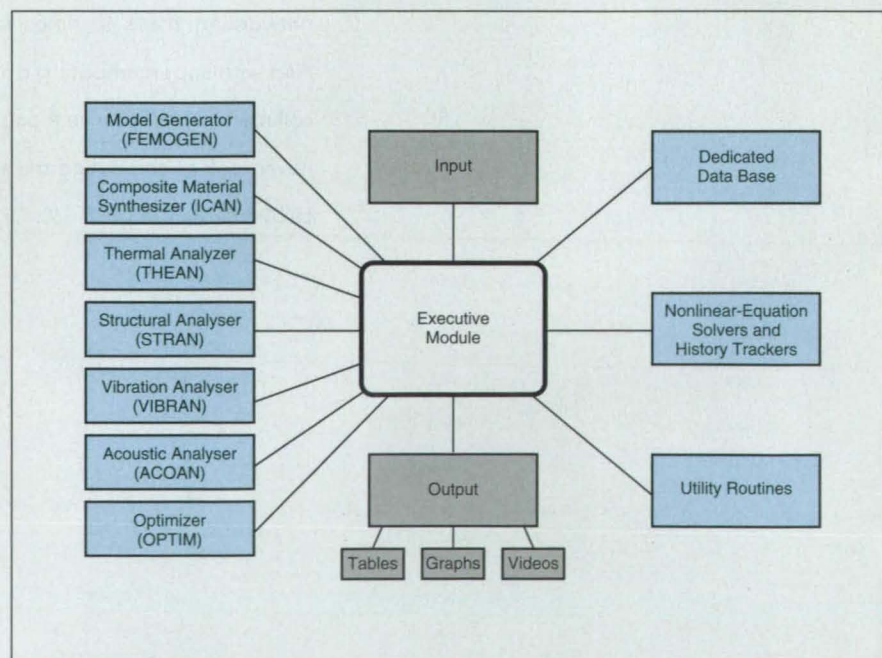 Model Generator
(FEMOGEN)
Composite Material
Synthesizer (ICAN)
Thermal Analyzer
(THEAN)
Structural Analyser
(STRAN)
Vibration Analyser
(VIBRAN)
Acoustic Analyser
(ACOAN)
Optimizer
(OPTIM)
Input
Executive
Module
Output
Tables
Graphs
Videos
Dedicated
Data Base
Nonlinear-Equation
Solvers and
History Trackers
Utility Routines